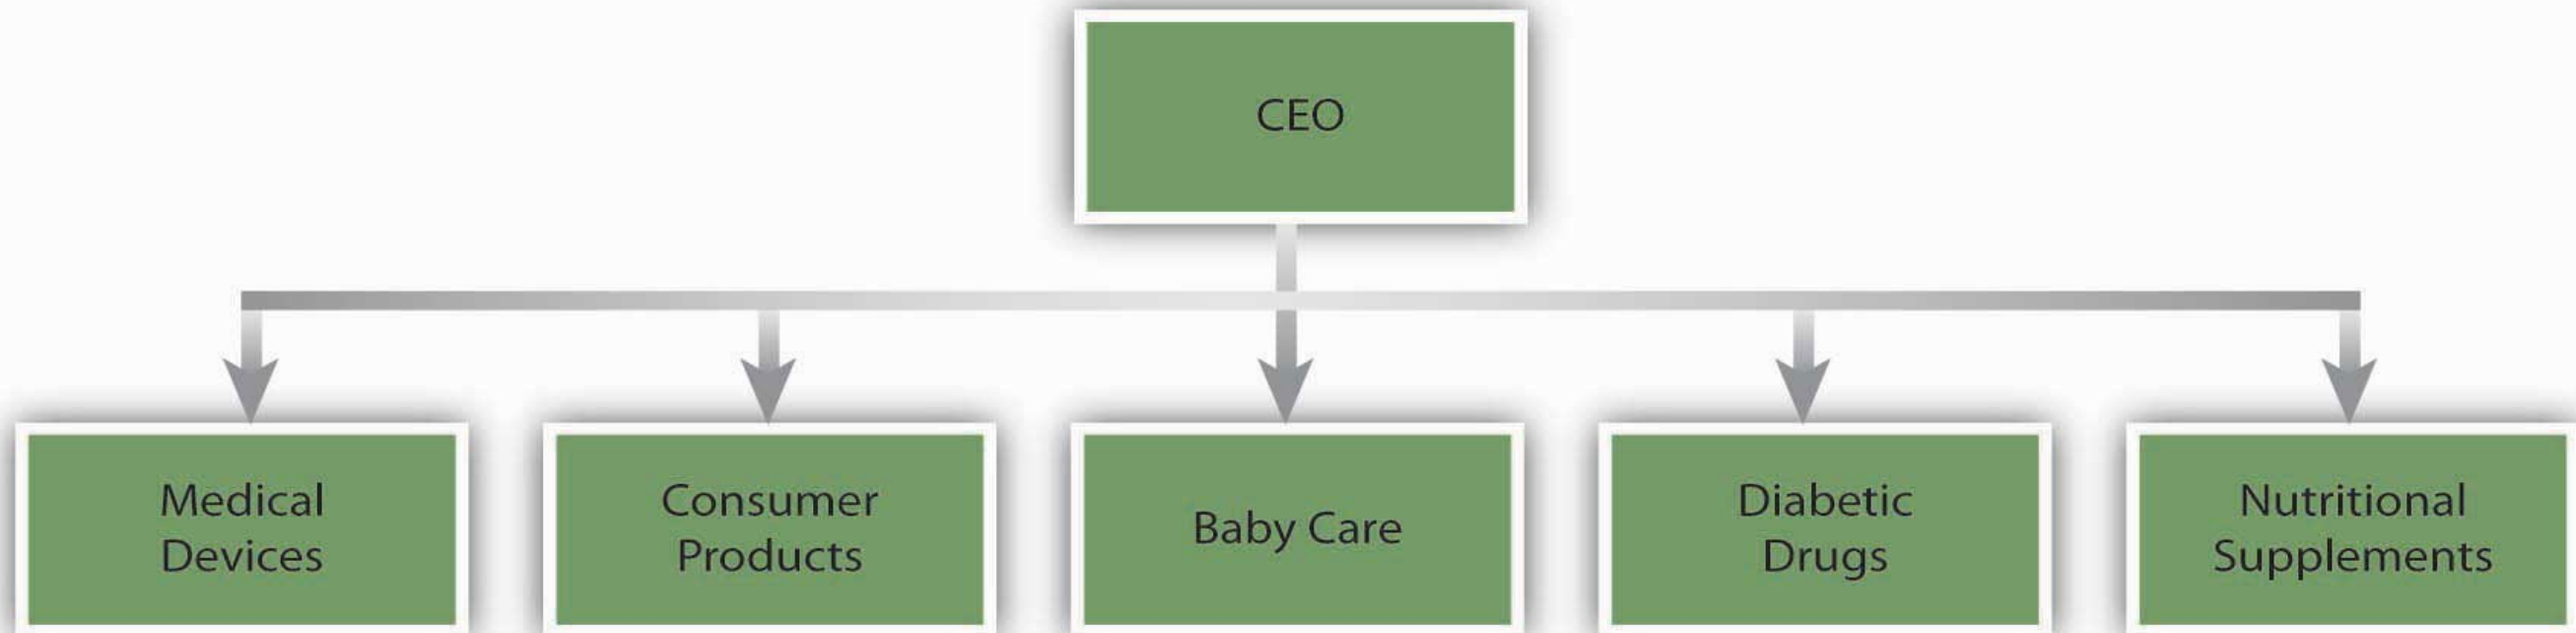 CEO
Medical
Devices
Consumer
Products
Baby Care
Diabetic
Drugs
Nutritional
Supplements